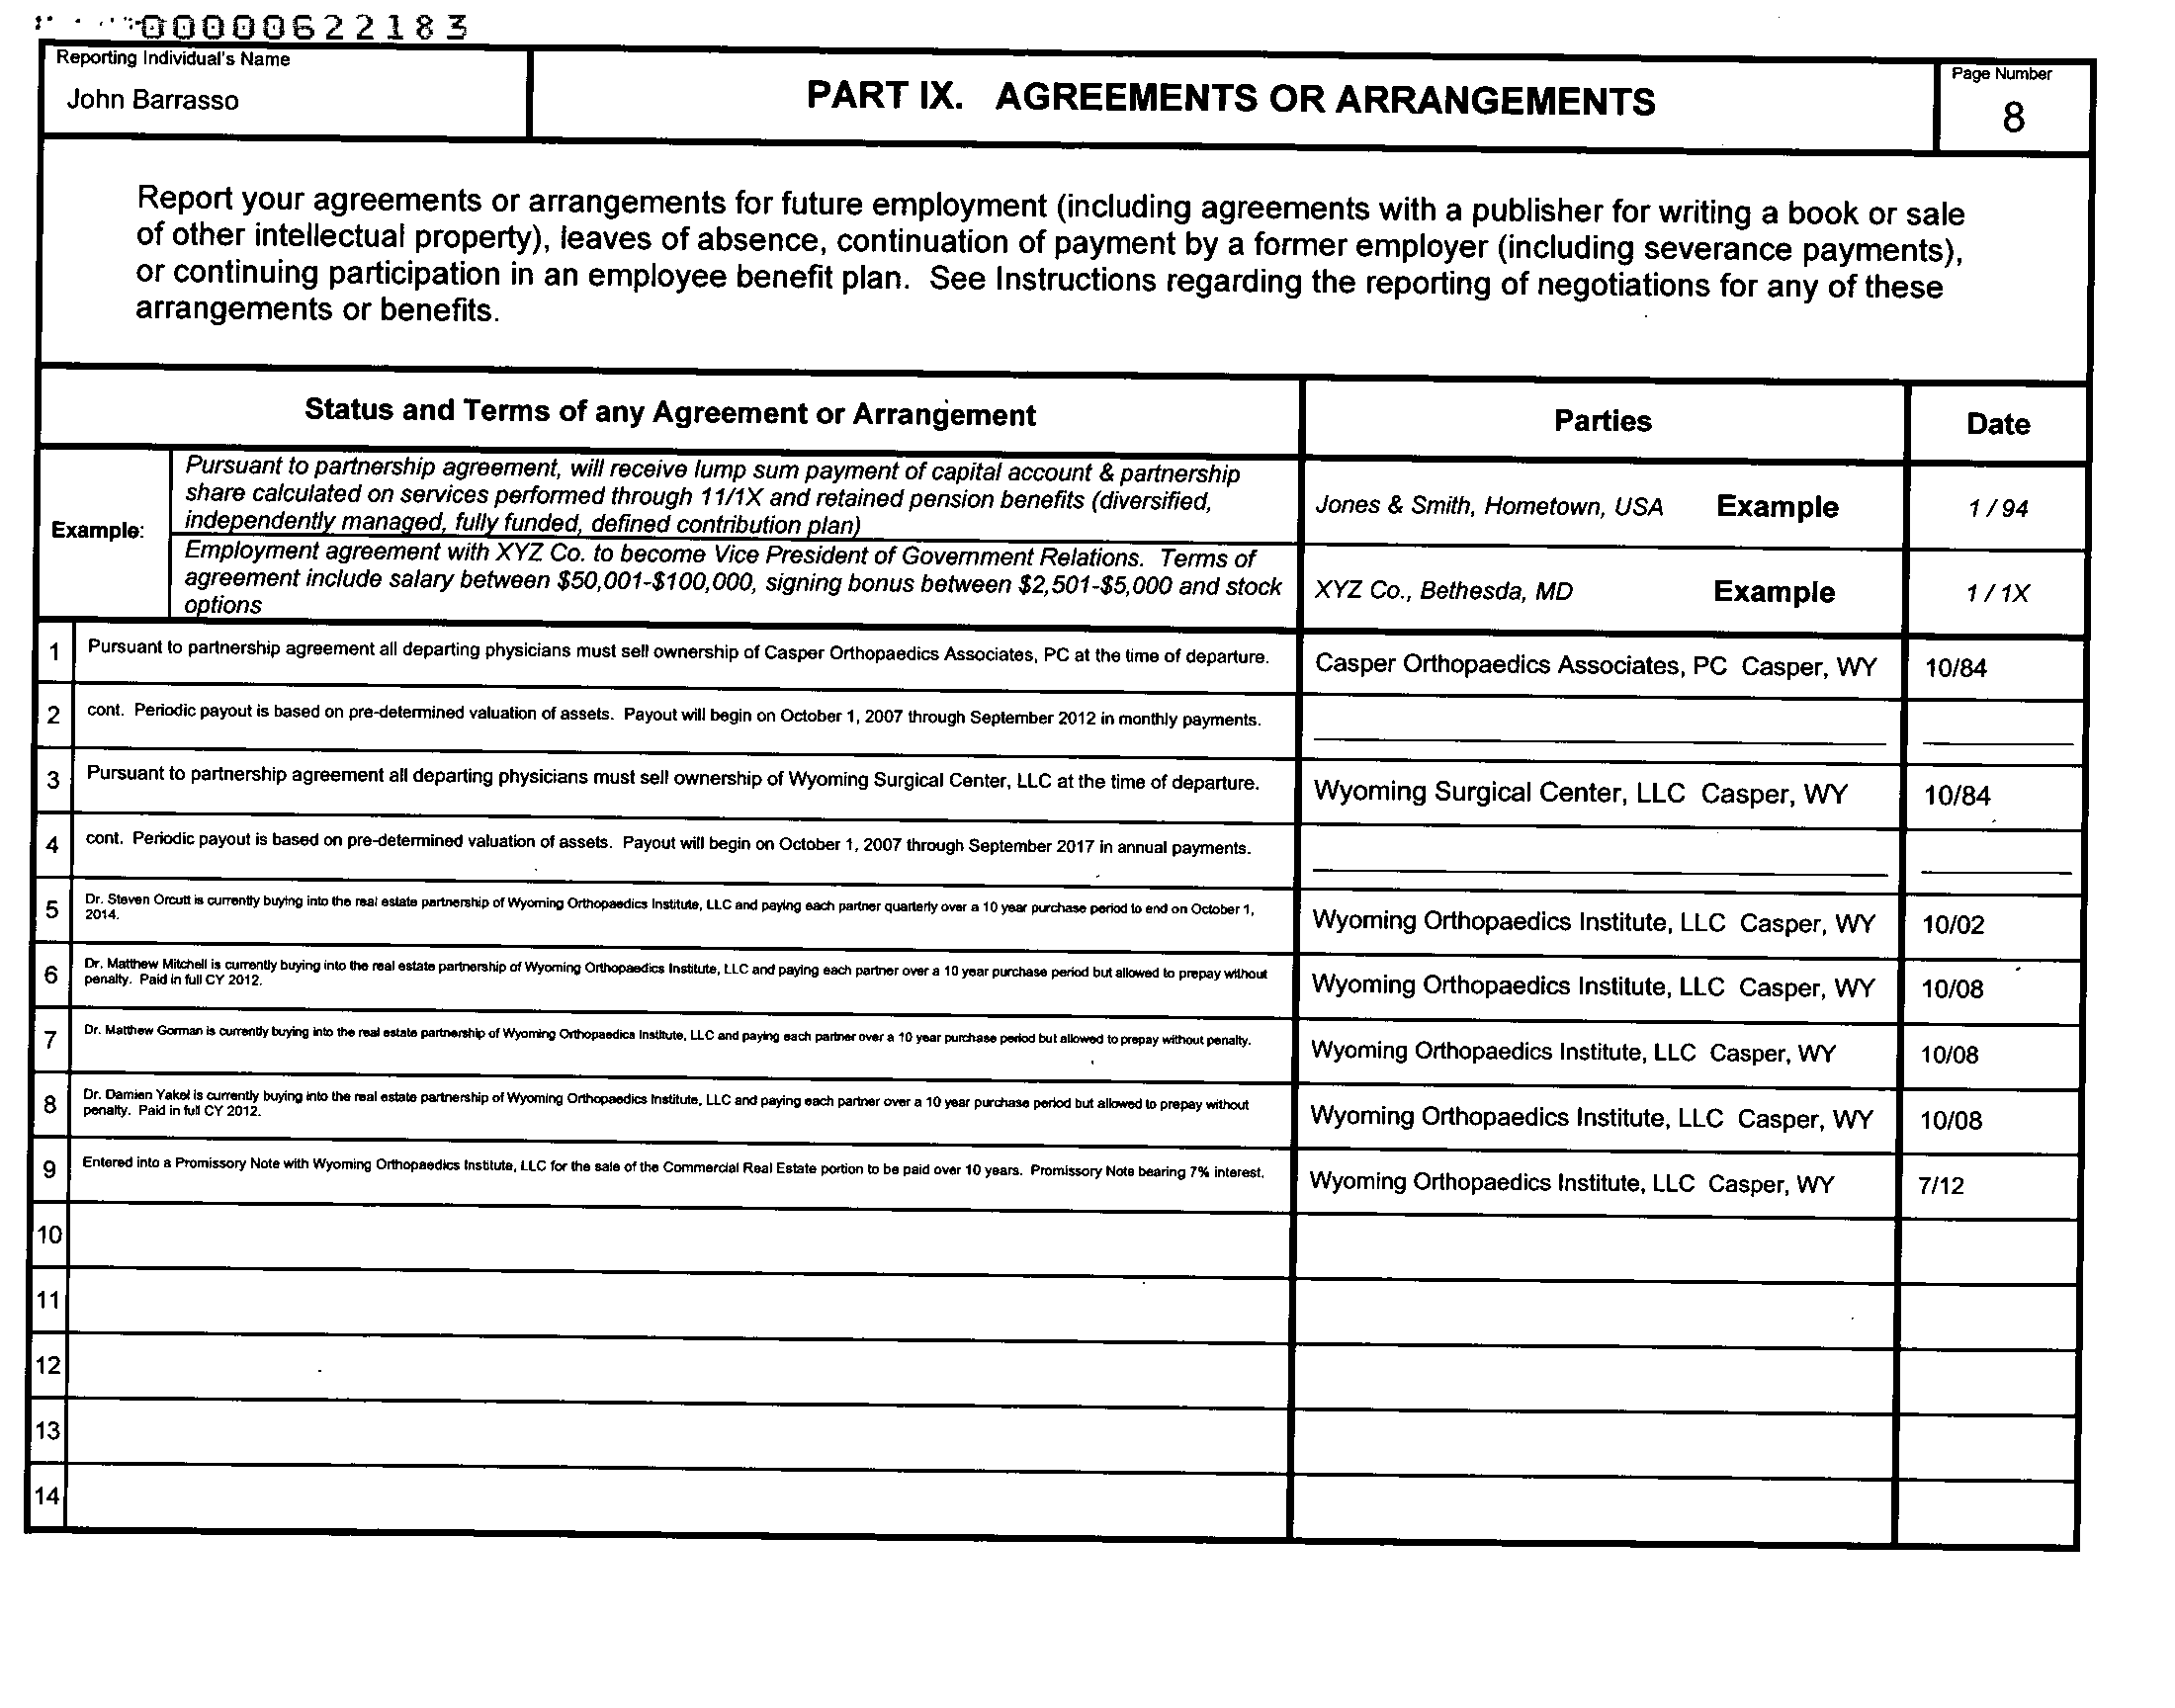 00000622183
Reporting Individual's Name
John Barrasso
PART IX. AGREEMENTS OR ARRANGEMENTS
Page Number
8
Report your agreements or arrangements for future employment (including agreements with a publisher for writing a book or sale
of other intellectual property), leaves of absence, continuation of payment by a former employer (including severance payments),
or continuing participation in an employee benefit plan. See Instructions regarding the reporting of negotiations for any of these
arrangements or benefits.
Status and Terms of any Agreement or Arrangement
Parties
Date
Example:
Pursuant to partnership agreement, will receive lump sum payment of capital account & partnership
share calculated on services performed through 11/1X and retained pension benefits (diversified,
independently managed, fully funded, defined contribution plan)
Jones & Smith, Hometown, USA Example
1 / 94
Employment agreement with XYZ Co. to become Vice President of Government Relations. Terms of
agreement include salary between $50,001-$100,000, signing bonus between $2,501-$5,000 and stock
options
XYZ Co., Bethesda, MD Example
1 / 1X
1 Pursuant to partnership agreement all departing physicians must sell ownership of Casper Orthopaedics Associates, PC at the time of departure. Casper Orthopaedics Associates, PC Casper, WY 10/84
2 cont. Periodic payout is based on pre-determined valuation of assets. Payout will begin on October 1, 2007 through September 2012 in monthly payments.
3 Pursuant to partnership agreement all departing physicians must sell ownership of Wyoming Surgical Center, LLC at the time of departure. Wyoming Surgical Center, LLC Casper, WY 10/84
4 cont. Periodic payout is based on pre-determined valuation of assets. Payout will begin on October 1, 2007 through September 2017 in annual payments.
5 Dr. Steven Orcutt is currently buying into the real estate partnership of Wyoming Orthopaedics Institute, LLC and paying each partner quarterly over a 10 year purchase period to end on October 1,
2014.
Wyoming Orthopaedics Institute, LLC Casper, WY 10/02
6 Dr. Matthew Mitchell is currently buying into the real estate partnership of Wyoming Orthopaedics Institute, LLC and paying each partner over a 10 year purchase period but allowed to prepay without
penalty. Paid in full CY 2012.
Wyoming Orthopaedics Institute, LLC Casper, WY 10/08
7 Dr. Matthew Gorman is currently buying into the real estate partnership of Wyoming Orthopaedics Institute, LLC and paying each partner over a 10 year purchase period but allowed to prepay without penalty.
Wyoming Orthopaedics Institute, LLC Casper, WY 10/08
8 Dr. Damien Yakel is currently buying into the real estate partnership of Wyoming Orthopaedics Institute, LLC and paying each partner over a 10 year purchase period but allowed to prepay without
penalty. Paid in full CY 2012.
Wyoming Orthopaedics Institute, LLC Casper, WY 10/08
9 Entered into a Promissory Note with Wyoming Orthopaedics Institute, LLC for the sale of the Commercial Real Estate portion to be paid over 10 years. Promissory Note bearing 7% interest. Wyoming Orthopaedics Institute, LLC Casper, WY 7/12
10
11
12
13
14